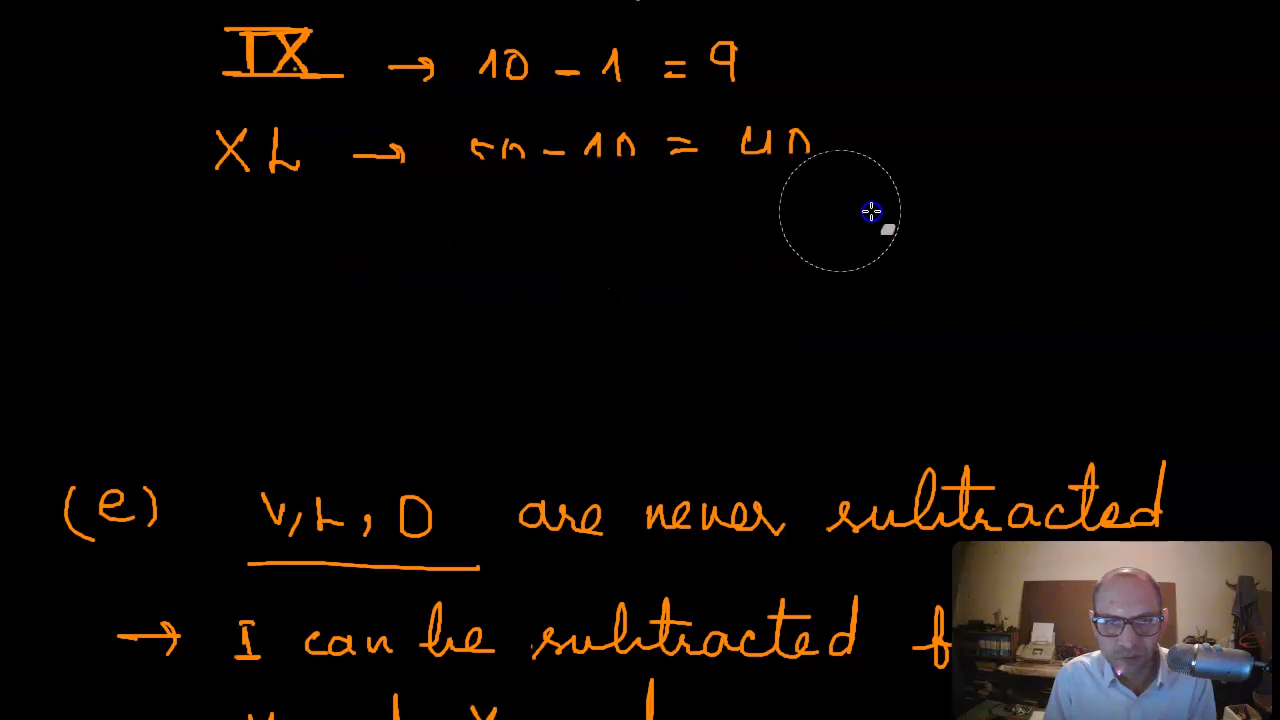 IX → 10 - 1 = 9
XL → 50 - 10 = 40
(e) V, L, D are never subtracted
→ I can be subtracted